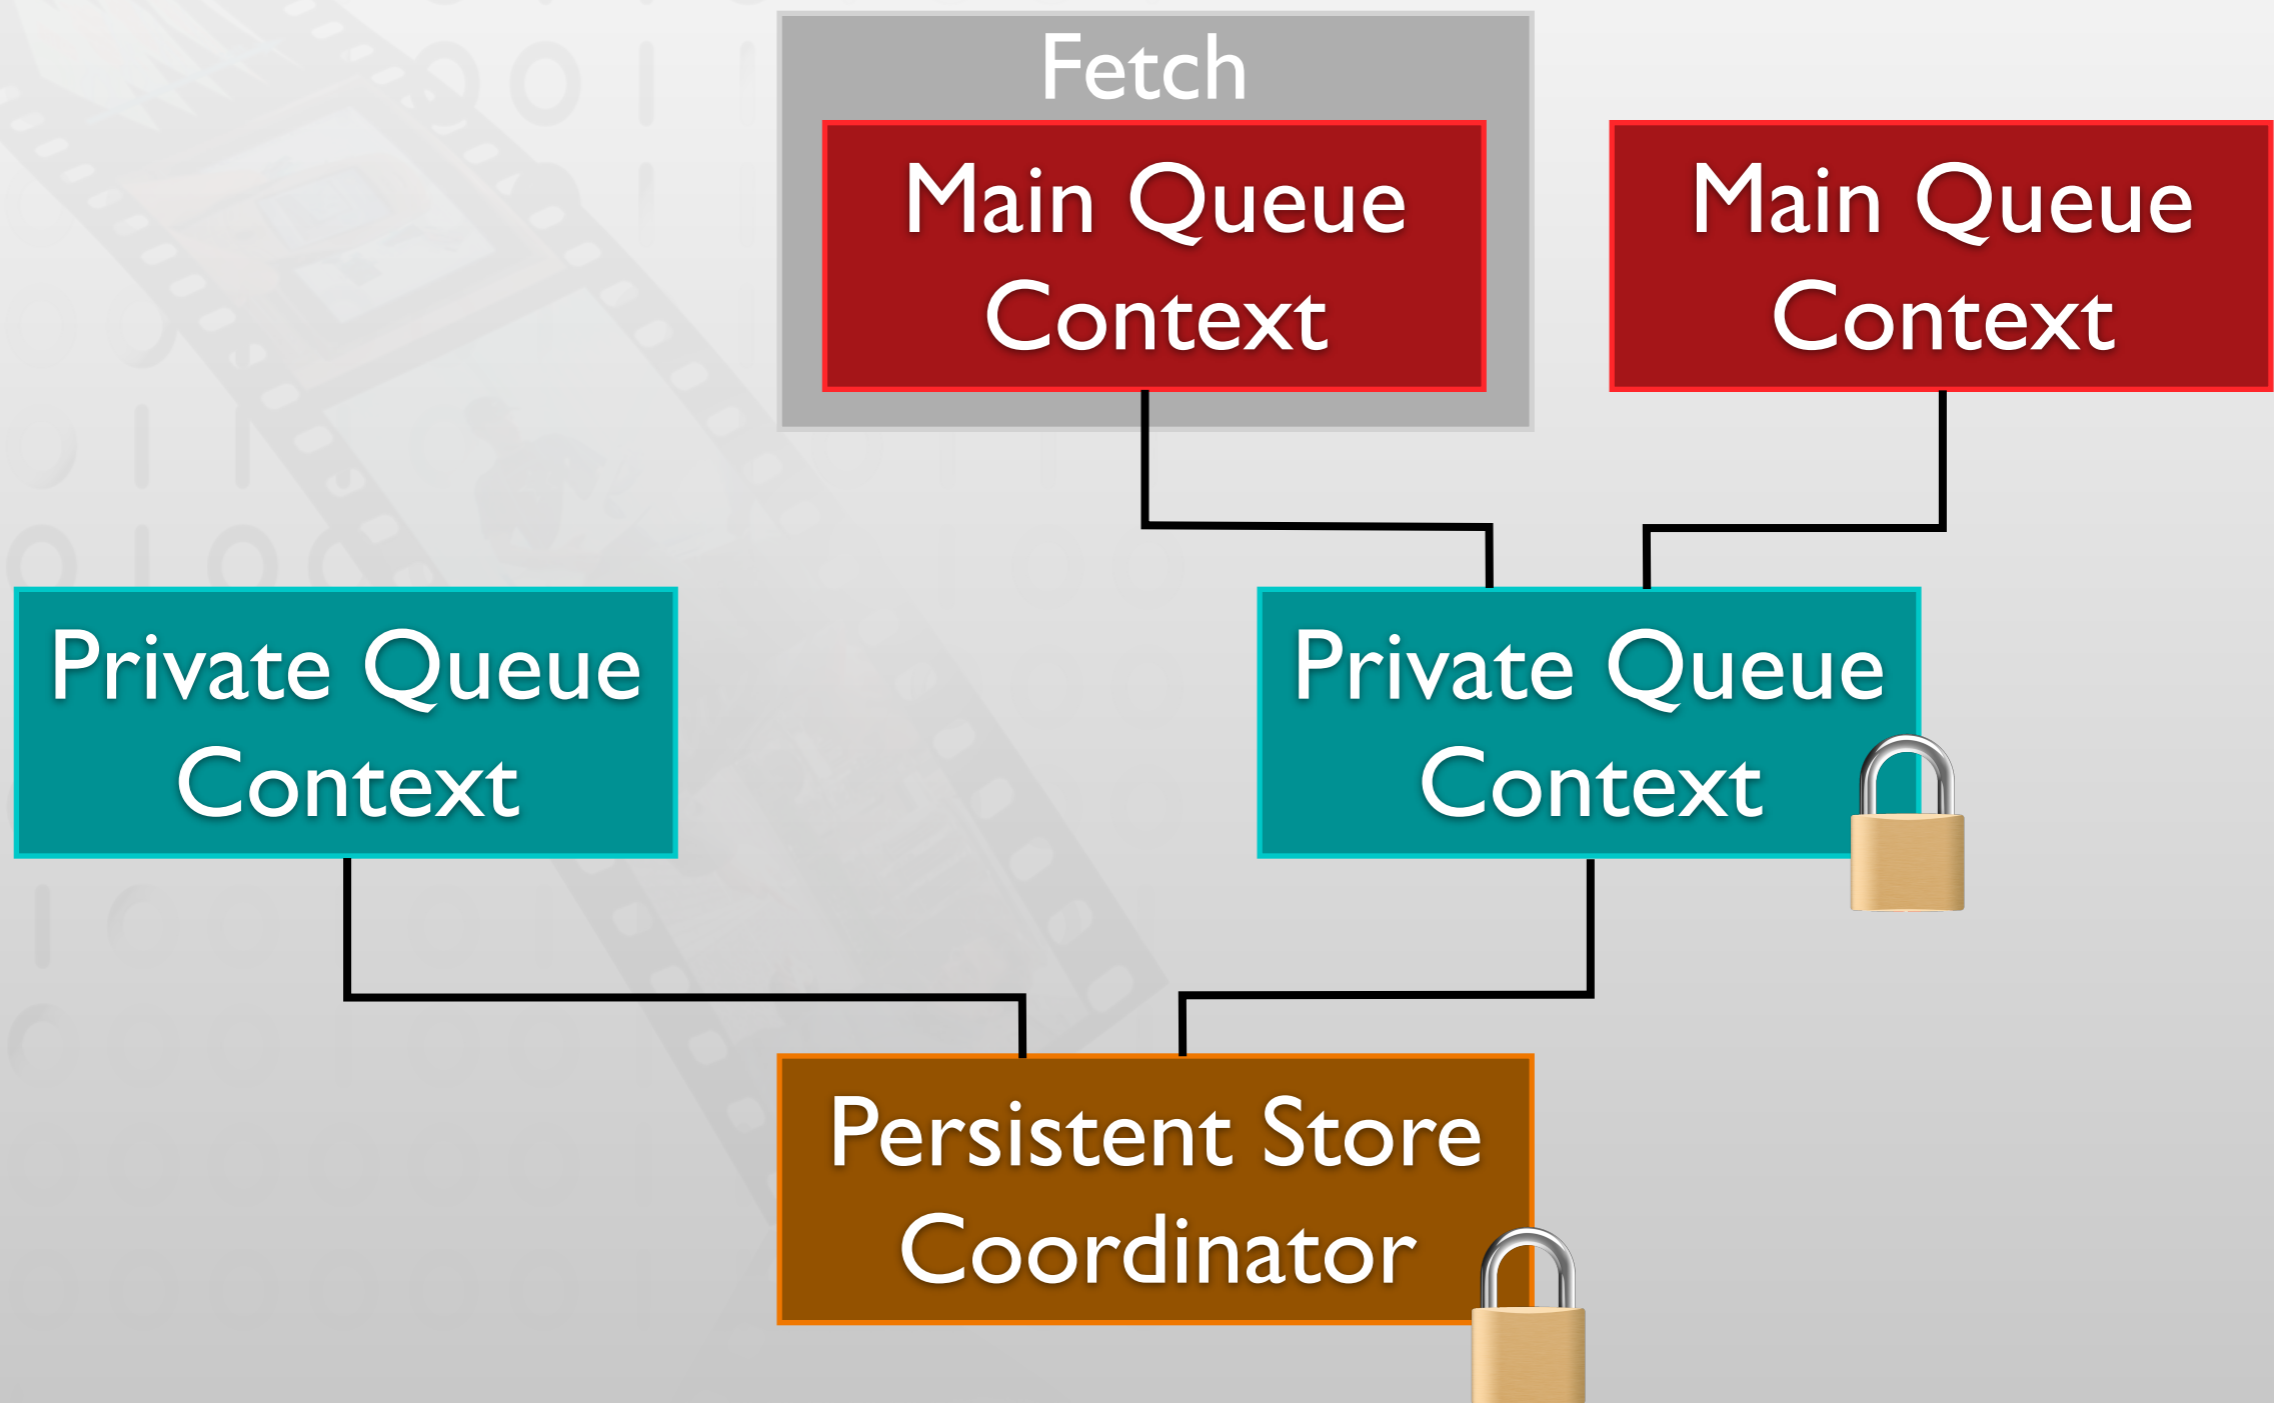 Fetch
Main Queue
Context
Main Queue
Context
Private Queue
Context
Private Queue
Context
Persistent Store
Coordinator